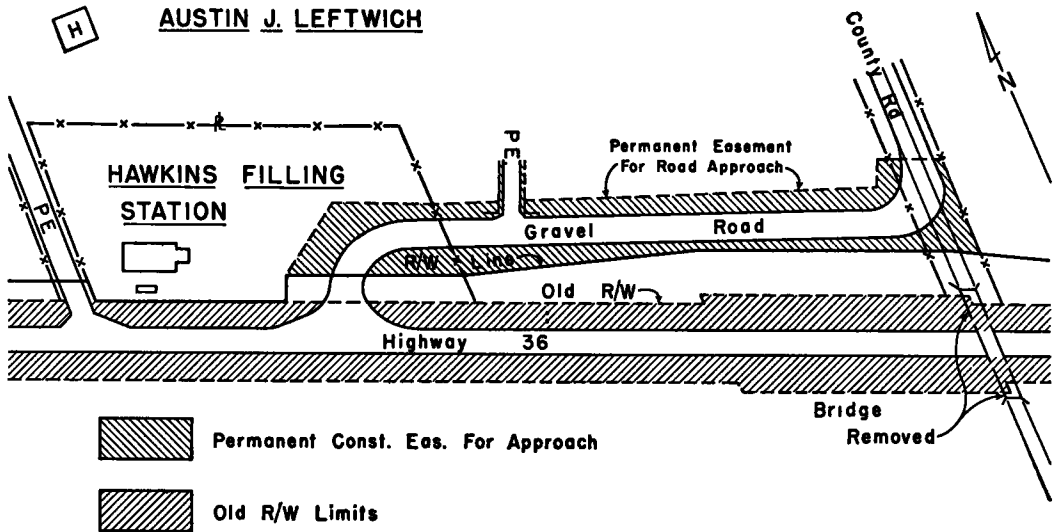 H
AUSTIN J. LEFTWICH
County Rd
N
PE
Permanent Easement
For Road Approach
HAWKINS FILLING
STATION
PE
Gravel Road
R/W Line
Old R/W
Highway 36
Bridge
Removed
Permanent Const. Eas. For Approach
Old R/W Limits